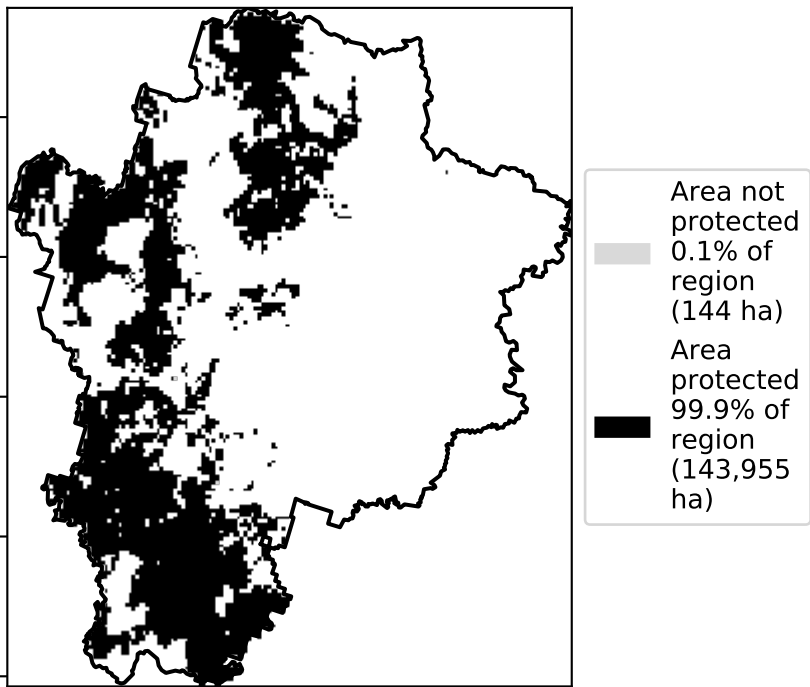 Area not
protected
0.1% of
region
(144 ha)
Area
protected
99.9% of
region
(143,955
ha)